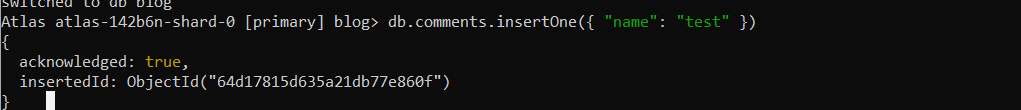 switched to db blog
Atlas atlas-142b6n-shard-0 [primary] blog> db.comments.insertOne({ "name": "test" })
{
  acknowledged: true,
  insertedId: ObjectId("64d17815d635a21db77e860f")
}